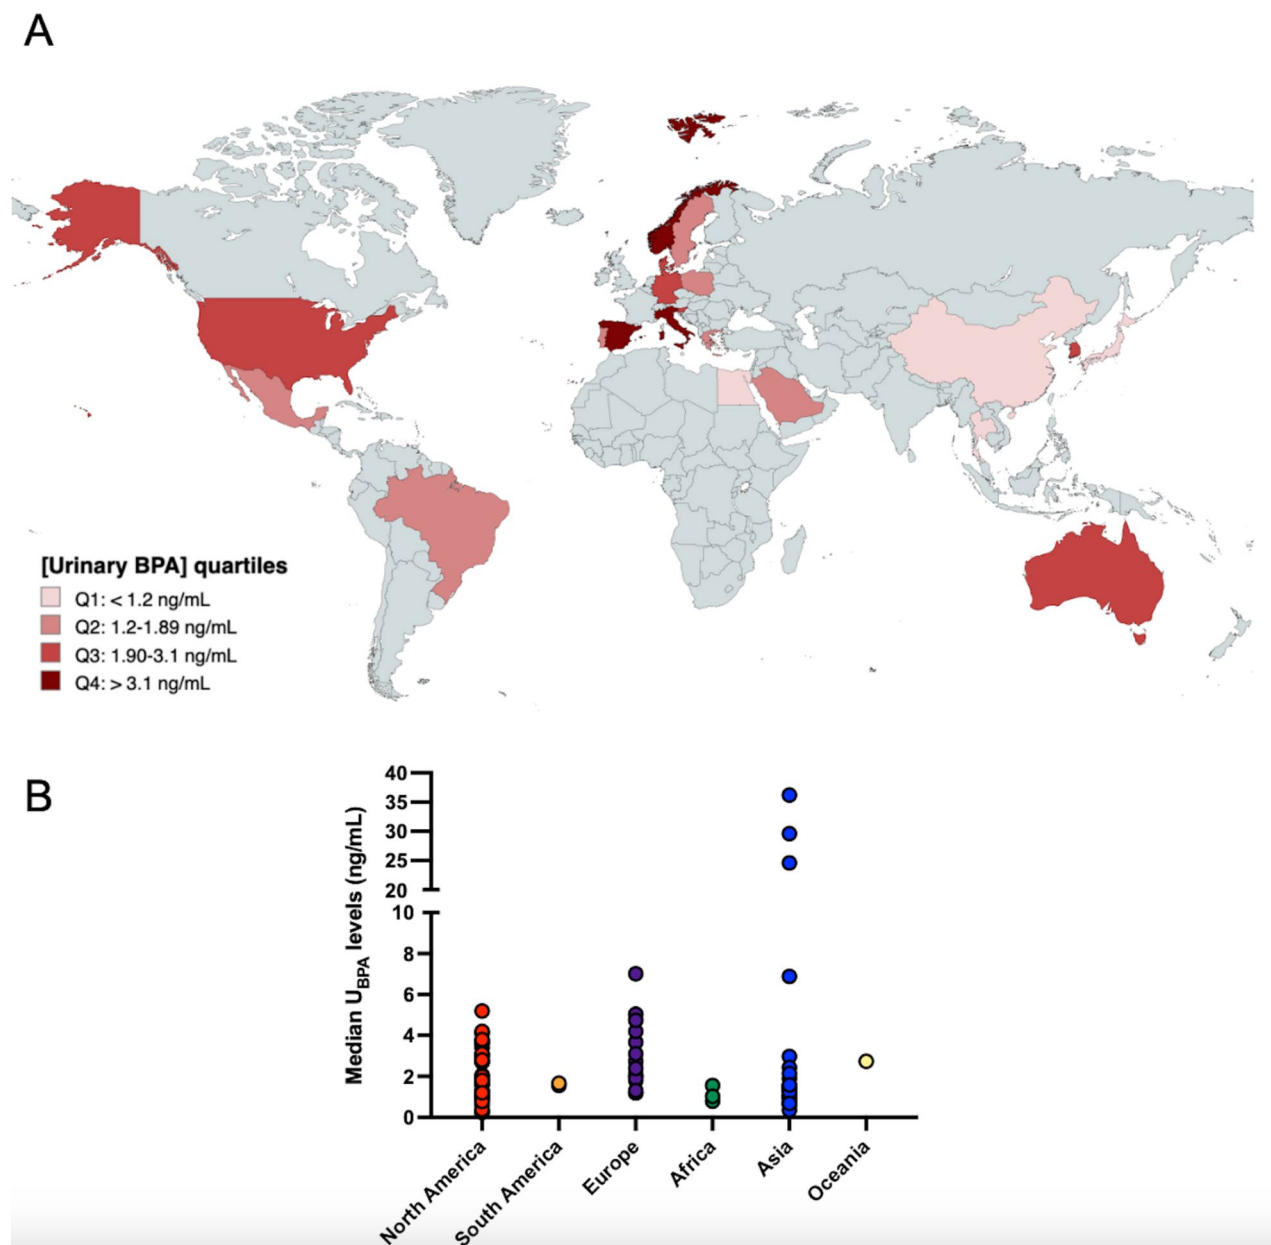 A
[Urinary BPA] quartiles
Q1: < 1.2 ng/mL
Q2: 1.2-1.89 ng/mL
Q3: 1.90-3.1 ng/mL
Q4: > 3.1 ng/mL
B
Median UBPA levels (ng/mL)
40
35
30
25
20
10
8
6
4
2
0
North America
South America
Europe
Africa
Asia
Oceania